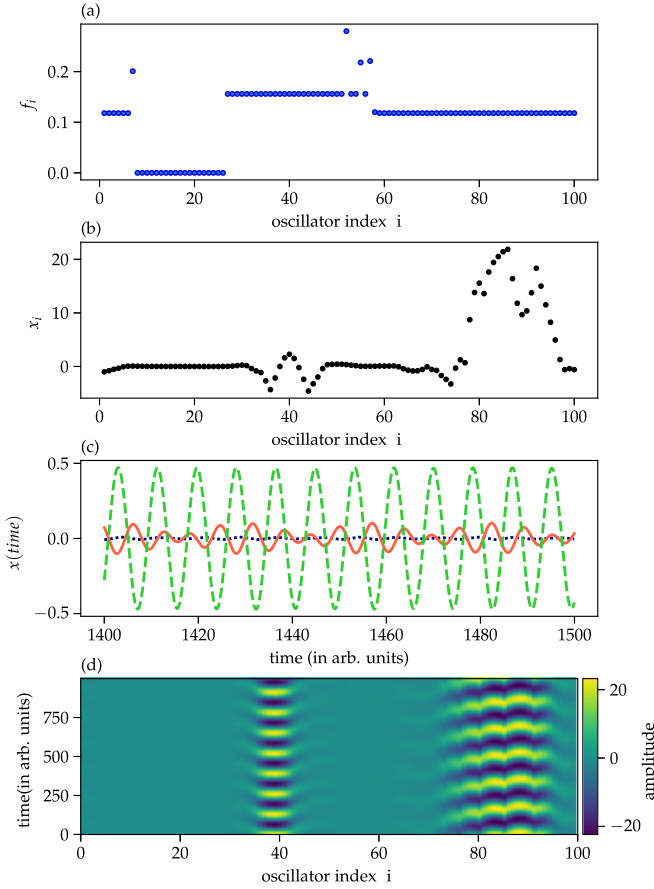 (a)
0.2
0.1
0.0
f_i
0 20 40 60 80 100
oscillator index i
(b)
20
10
0
x_i
0 20 40 60 80 100
oscillator index i
(c)
0.5
0.0
−0.5
x(time)
1400 1420 1440 1460 1480 1500
time (in arb. units)
(d)
750
500
250
0
time(in arb. units)
0 20 40 60 80 100
oscillator index i
20
0
−20
amplitude